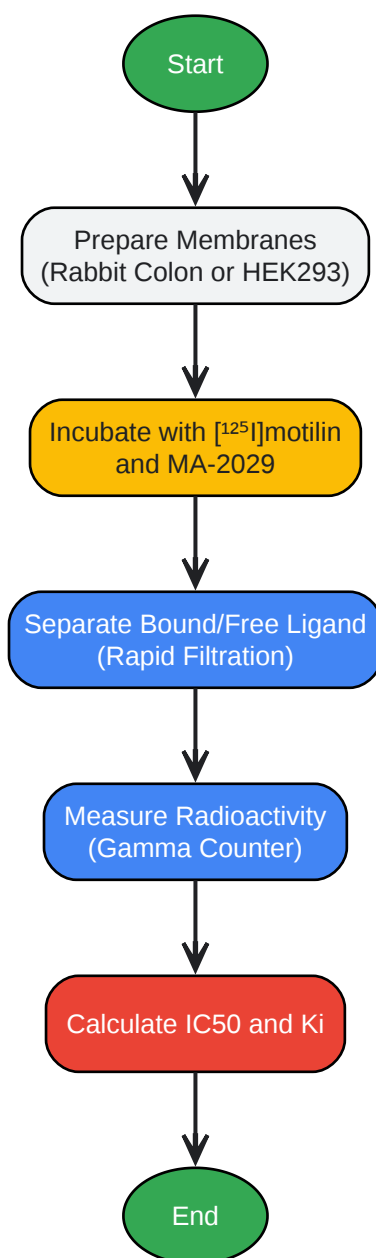 Start
Prepare Membranes
(Rabbit Colon or HEK293)
Incubate with [¹²⁵I]motilin
and MA-2029
Separate Bound/Free Ligand
(Rapid Filtration)
Measure Radioactivity
(Gamma Counter)
Calculate IC50 and Ki
End